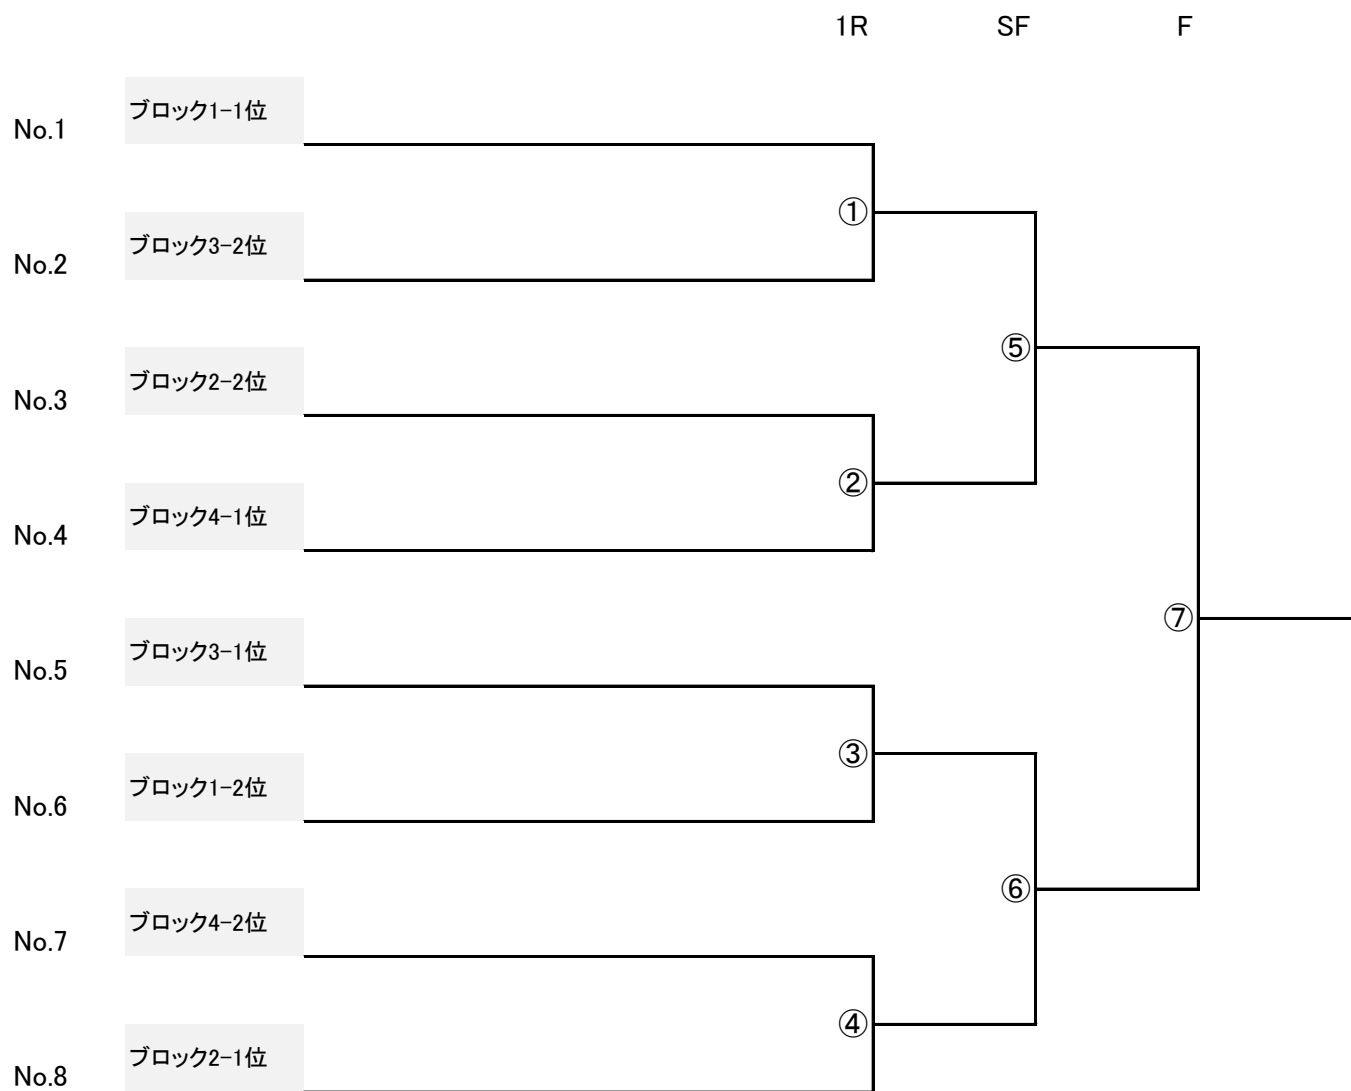 1R SF F
ブロック1-1位
No.1
①
ブロック3-2位
No.2
⑤
ブロック2-2位
No.3
②
ブロック4-1位
No.4
⑦
ブロック3-1位
No.5
③
ブロック1-2位
No.6
⑥
ブロック4-2位
No.7
④
ブロック2-1位
No.8